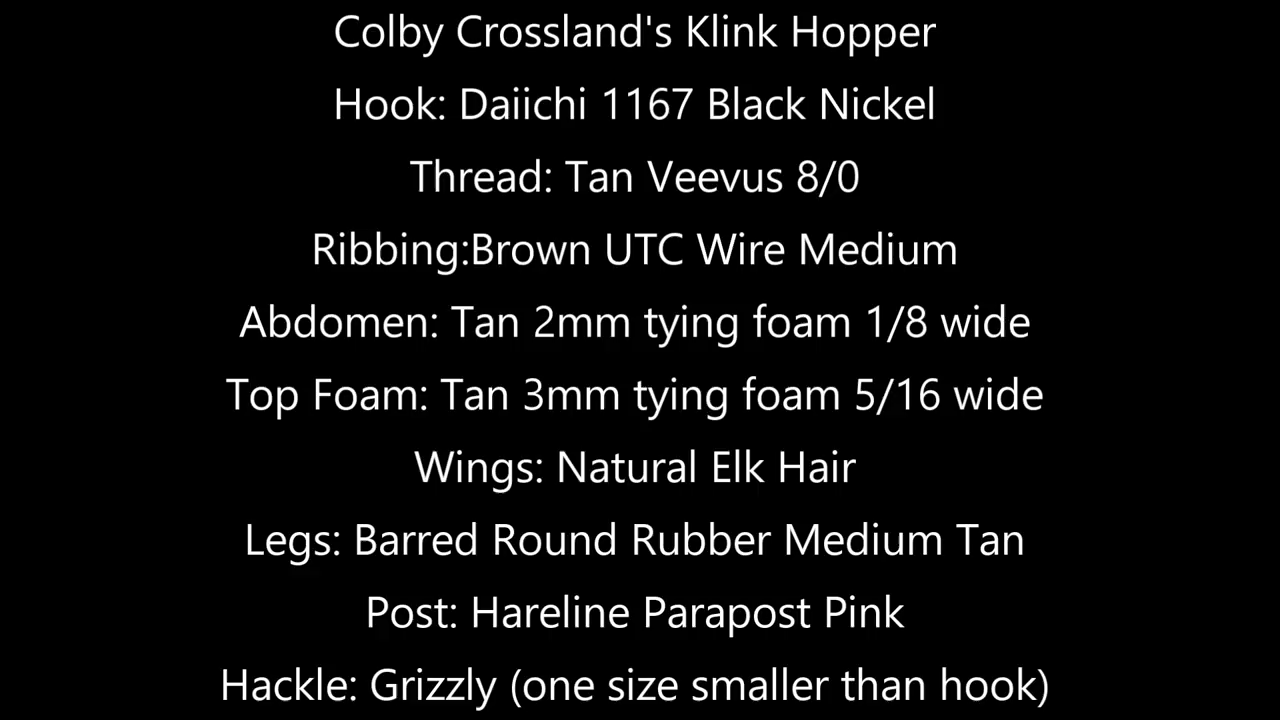 Colby Crossland's Klink Hopper
Hook: Daiichi 1167 Black Nickel
Thread: Tan Veevus 8/0
Ribbing:Brown UTC Wire Medium
Abdomen: Tan 2mm tying foam 1/8 wide
Top Foam: Tan 3mm tying foam 5/16 wide
Wings: Natural Elk Hair
Legs: Barred Round Rubber Medium Tan
Post: Hareline Parapost Pink
Hackle: Grizzly (one size smaller than hook)